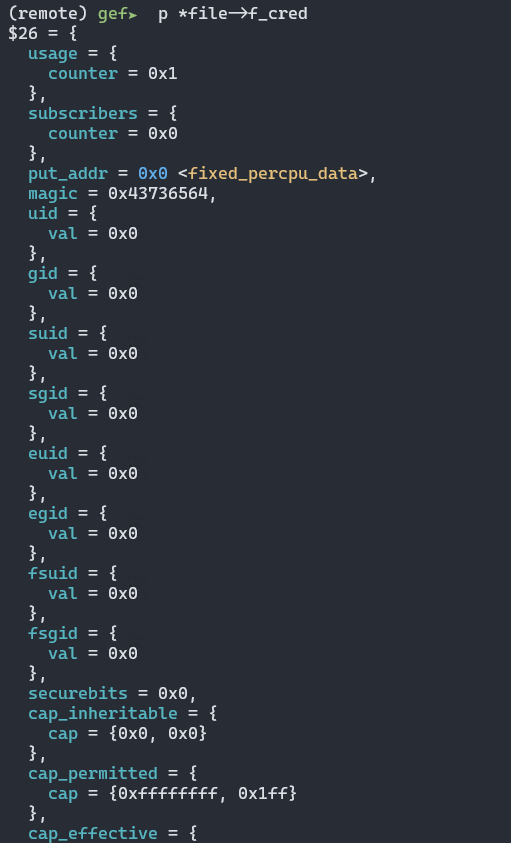 (remote) gef➤  p *file->f_cred
$26 = {
  usage = {
    counter = 0x1
  },
  subscribers = {
    counter = 0x0
  },
  put_addr = 0x0 <fixed_percpu_data>,
  magic = 0x43736564,
  uid = {
    val = 0x0
  },
  gid = {
    val = 0x0
  },
  suid = {
    val = 0x0
  },
  sgid = {
    val = 0x0
  },
  euid = {
    val = 0x0
  },
  egid = {
    val = 0x0
  },
  fsuid = {
    val = 0x0
  },
  fsgid = {
    val = 0x0
  },
  securebits = 0x0,
  cap_inheritable = {
    cap = {0x0, 0x0}
  },
  cap_permitted = {
    cap = {0xffffffff, 0x1ff}
  },
  cap_effective = {